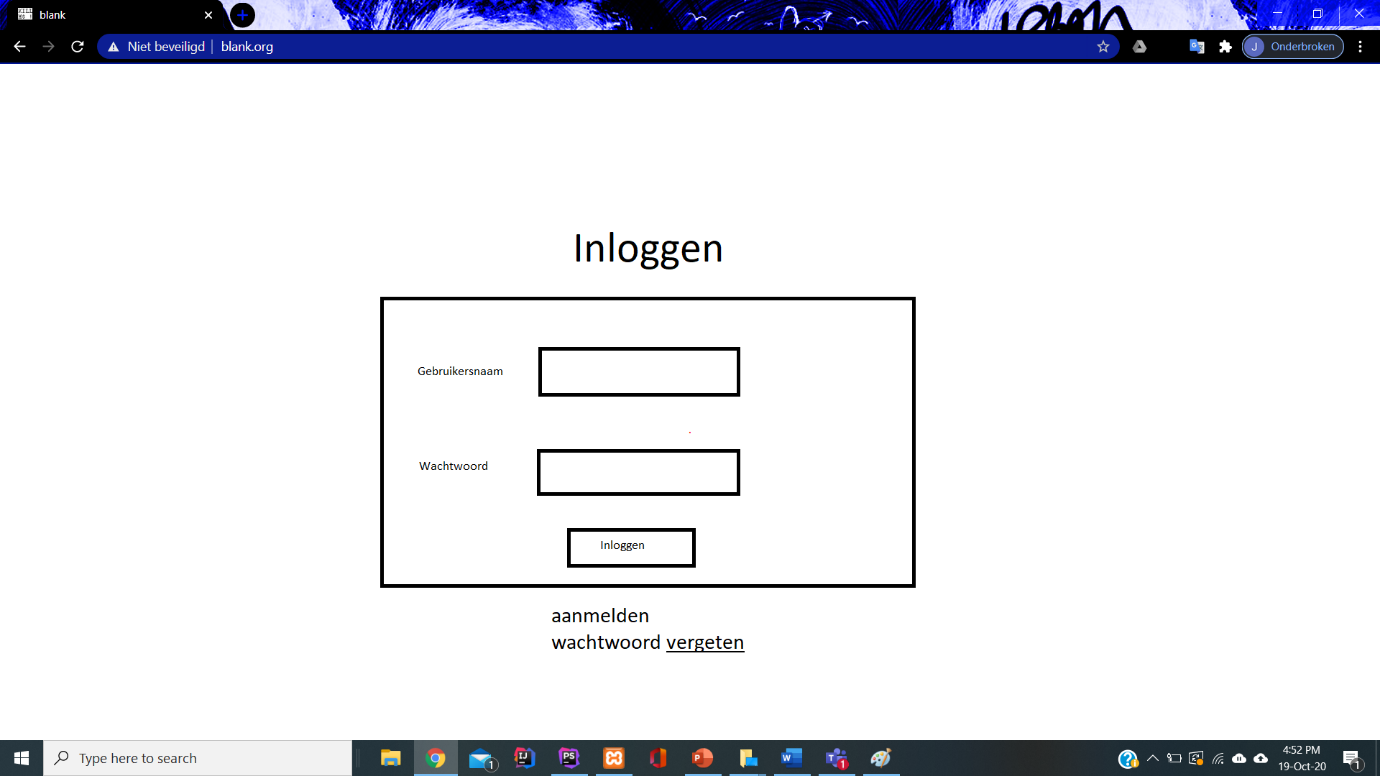 blank
Niet beveiligd | blank.org
J Onderbroken
Inloggen
Gebruikersnaam
Wachtwoord
Inloggen
aanmelden
wachtwoord vergeten
Type here to search
4:52 PM
19-Oct-20